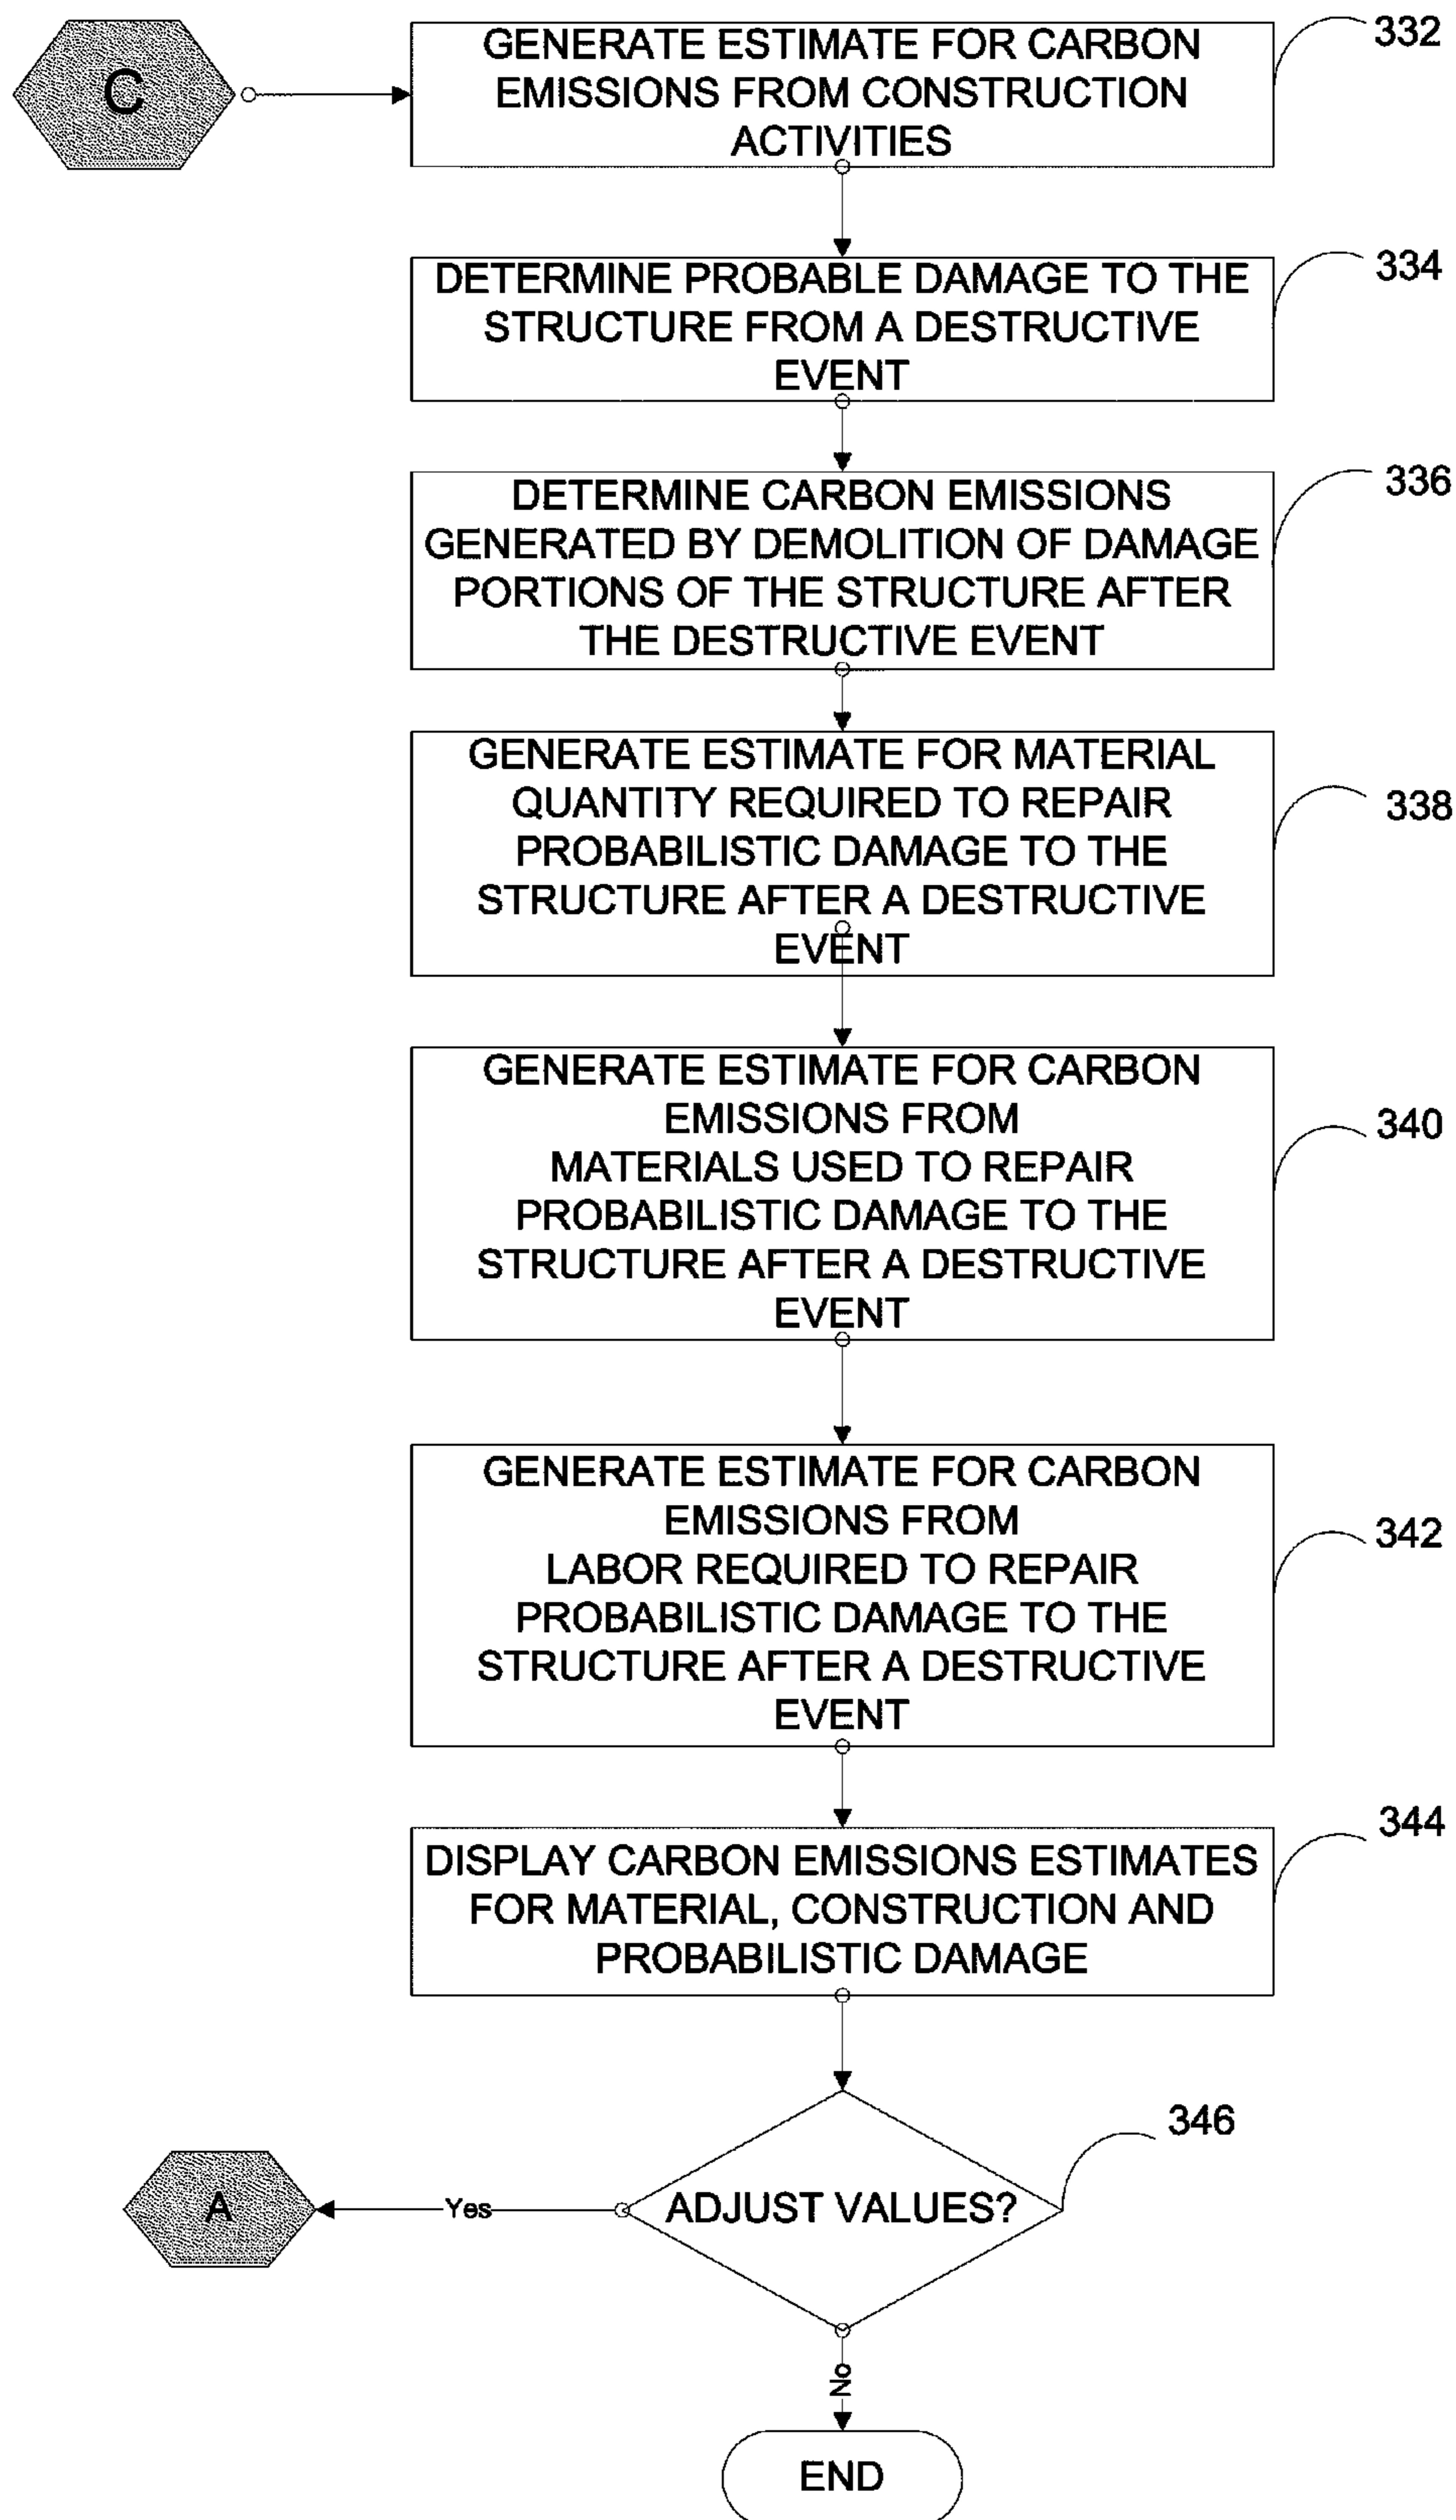 C
GENERATE ESTIMATE FOR CARBON
EMISSIONS FROM CONSTRUCTION
ACTIVITIES
332
DETERMINE PROBABLE DAMAGE TO THE
STRUCTURE FROM A DESTRUCTIVE
EVENT
334
DETERMINE CARBON EMISSIONS
GENERATED BY DEMOLITION OF DAMAGE
PORTIONS OF THE STRUCTURE AFTER
THE DESTRUCTIVE EVENT
336
GENERATE ESTIMATE FOR MATERIAL
QUANTITY REQUIRED TO REPAIR
PROBABILISTIC DAMAGE TO THE
STRUCTURE AFTER A DESTRUCTIVE
EVENT
338
GENERATE ESTIMATE FOR CARBON
EMISSIONS FROM
MATERIALS USED TO REPAIR
PROBABILISTIC DAMAGE TO THE
STRUCTURE AFTER A DESTRUCTIVE
EVENT
340
GENERATE ESTIMATE FOR CARBON
EMISSIONS FROM
LABOR REQUIRED TO REPAIR
PROBABILISTIC DAMAGE TO THE
STRUCTURE AFTER A DESTRUCTIVE
EVENT
342
DISPLAY CARBON EMISSIONS ESTIMATES
FOR MATERIAL, CONSTRUCTION AND
PROBABILISTIC DAMAGE
344
ADJUST VALUES?
346
Yes
A
No
END